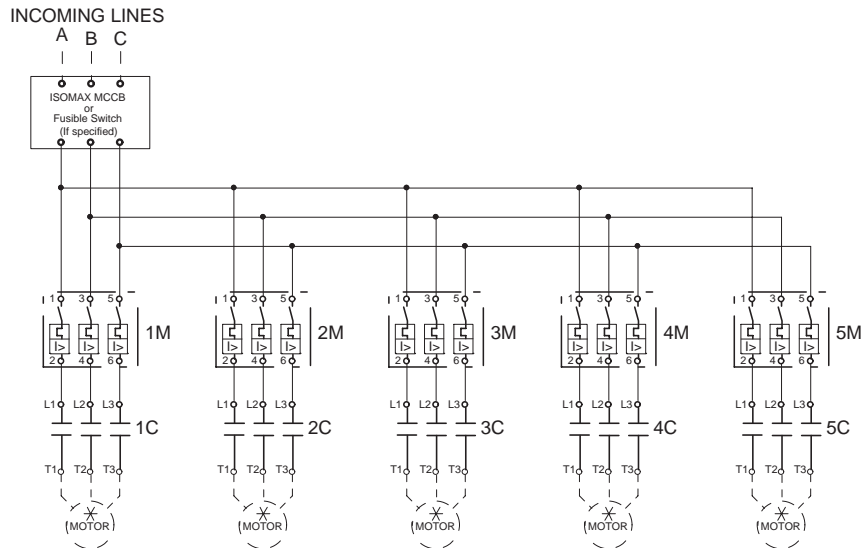 INCOMING LINES
A B C
ISOMAX MCCB
or
Fusible Switch
(If specified)
1 3 5 1 3 5 1 3 5 1 3 5 1 3 5
1M 2M 3M 4M 5M
I> I> I> I> I> I> I> I> I> I> I> I> I> I> I>
2 4 6 2 4 6 2 4 6 2 4 6 2 4 6
L1 L2 L3 L1 L2 L3 L1 L2 L3 L1 L2 L3 L1 L2 L3
1C 2C 3C 4C 5C
T1 T2 T3 T1 T2 T3 T1 T2 T3 T1 T2 T3 T1 T2 T3
MOTOR MOTOR MOTOR MOTOR MOTOR